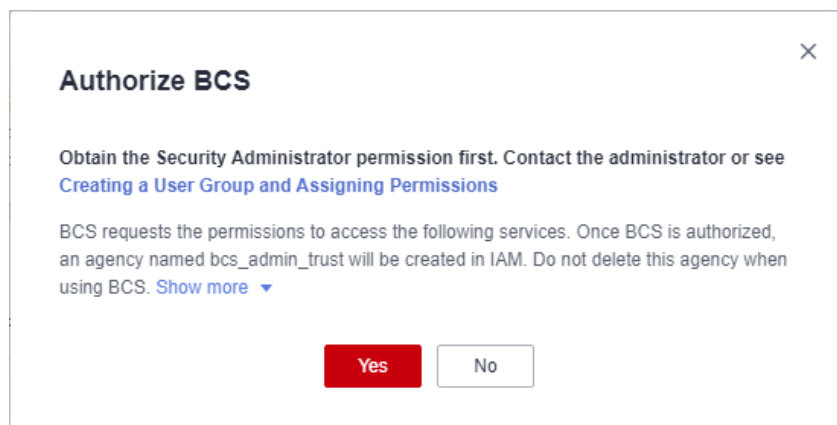 Authorize BCS
Obtain the Security Administrator permission first. Contact the administrator or see
Creating a User Group and Assigning Permissions
BCS requests the permissions to access the following services. Once BCS is authorized,
an agency named bcs_admin_trust will be created in IAM. Do not delete this agency when
using BCS. Show more
Yes
No